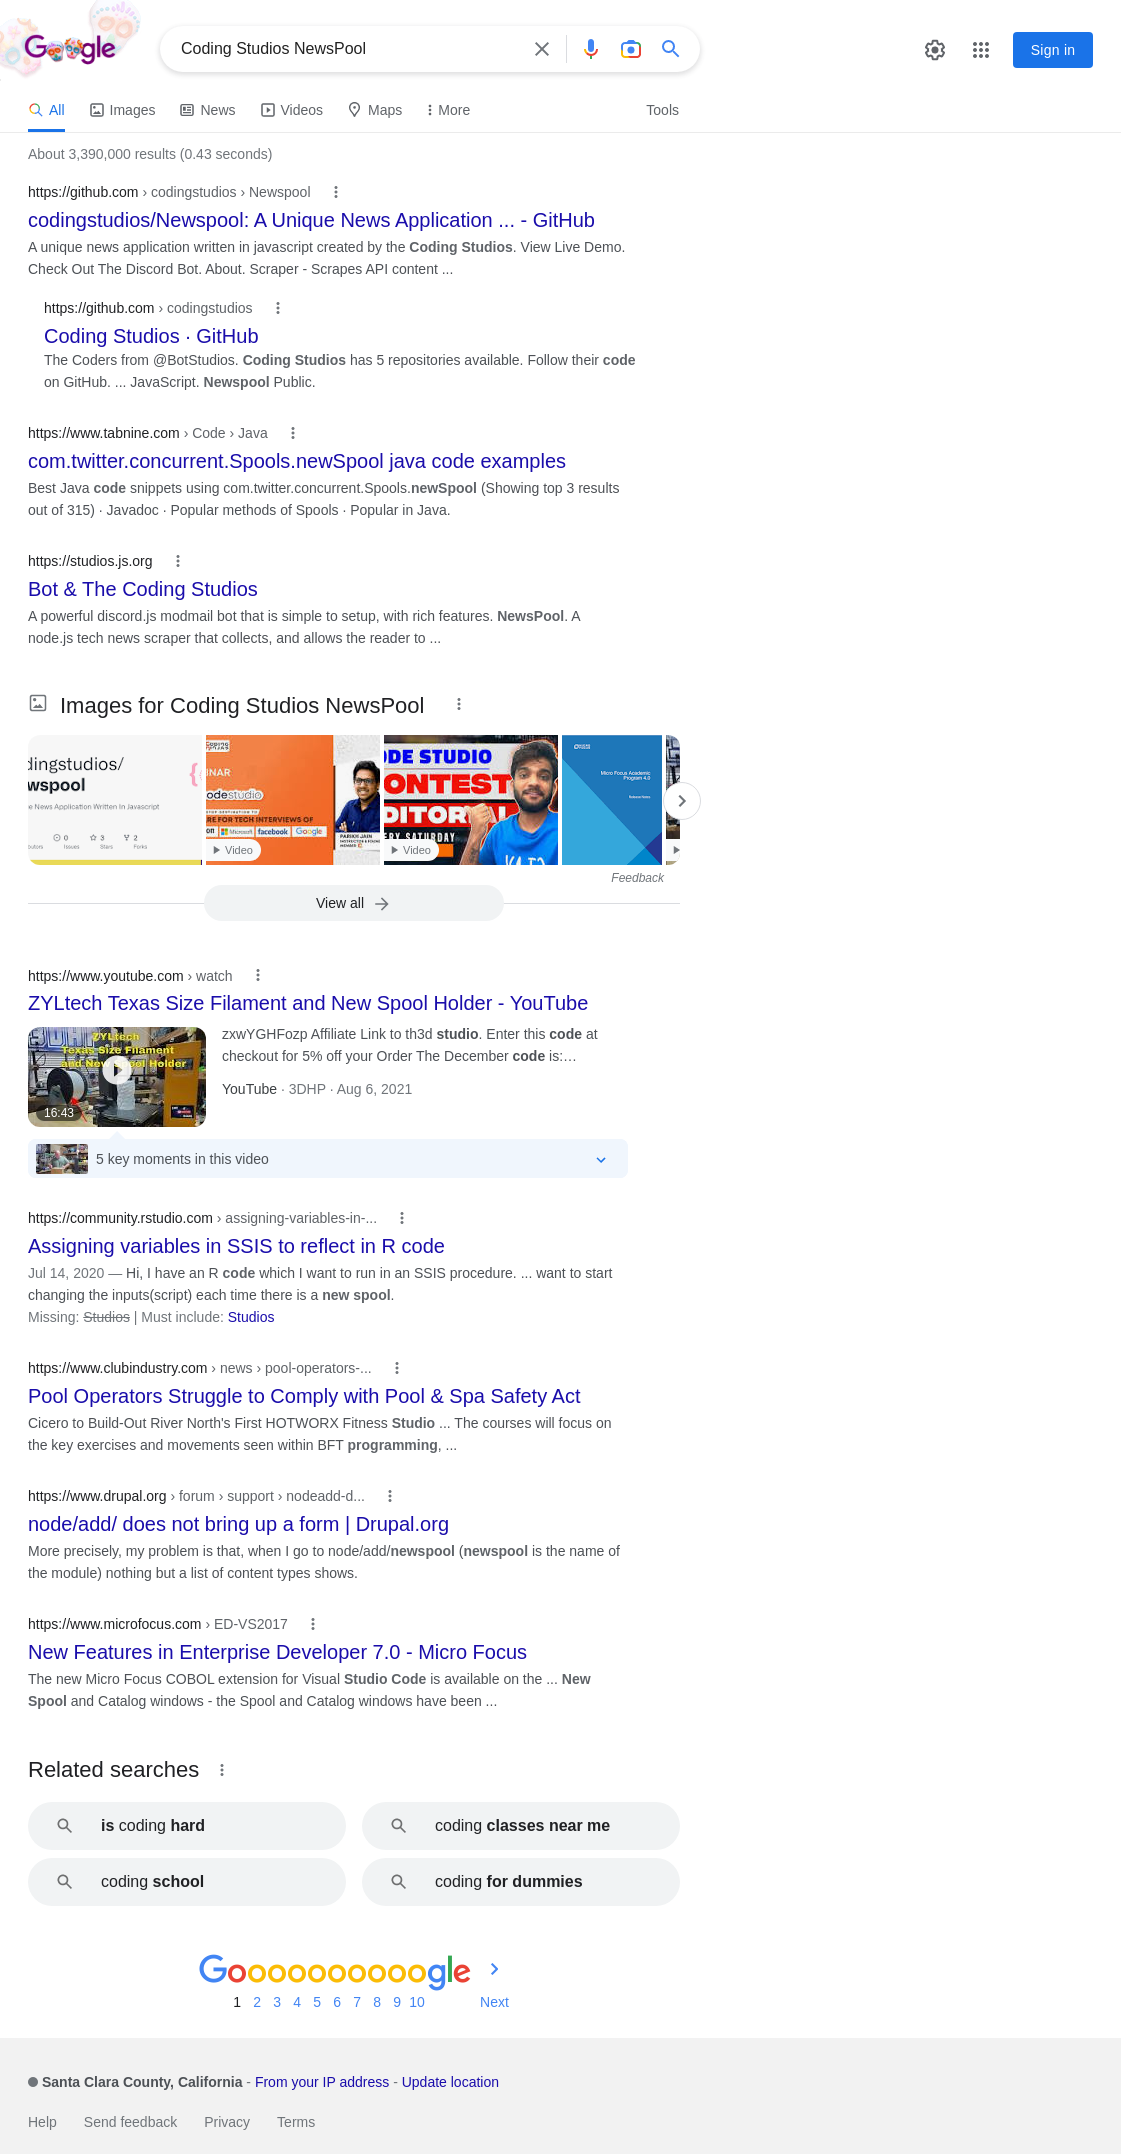 Google
Coding Studios NewsPool
Sign in
All
Images
News
Videos
Maps
More
Tools
About 3,390,000 results (0.43 seconds)
https://github.com › codingstudios › Newspool
codingstudios/Newspool: A Unique News Application ... - GitHub
A unique news application written in javascript created by the Coding Studios. View Live Demo.
Check Out The Discord Bot. About. Scraper - Scrapes API content ...
https://github.com › codingstudios
Coding Studios · GitHub
The Coders from @BotStudios. Coding Studios has 5 repositories available. Follow their code
on GitHub. ... JavaScript. Newspool Public.
https://www.tabnine.com › Code › Java
com.twitter.concurrent.Spools.newSpool java code examples
Best Java code snippets using com.twitter.concurrent.Spools.newSpool (Showing top 3 results
out of 315) · Javadoc · Popular methods of Spools · Popular in Java.
https://studios.js.org
Bot & The Coding Studios
A powerful discord.js modmail bot that is simple to setup, with rich features. NewsPool. A
node.js tech news scraper that collects, and allows the reader to ...
Images for Coding Studios NewsPool
dingstudios/
wspool
e News Application Written In Javascript
0
3
2
Issues
Stars
Forks
INAR
odestudio
RE FOR TECH INTERVIEWS OF
on
Microsoft
facebook
Google
PARIKH JAIN
Video
ODE STUDIO
ONTEST
DITORIAL
ERY SATURDAY
Video
Micro Focus Academic
Program 4.0
Release Notes
Feedback
View all
https://www.youtube.com › watch
ZYLtech Texas Size Filament and New Spool Holder - YouTube
ZYLtech
Texas Size Filament
and New Spool Holder
16:43
zxwYGHFozp Affiliate Link to th3d studio. Enter this code at
checkout for 5% off your Order The December code is:…
YouTube · 3DHP · Aug 6, 2021
5 key moments in this video
https://community.rstudio.com › assigning-variables-in-...
Assigning variables in SSIS to reflect in R code
Jul 14, 2020 — Hi, I have an R code which I want to run in an SSIS procedure. ... want to start
changing the inputs(script) each time there is a new spool.
Missing: Studios | Must include: Studios
https://www.clubindustry.com › news › pool-operators-...
Pool Operators Struggle to Comply with Pool & Spa Safety Act
Cicero to Build-Out River North's First HOTWORX Fitness Studio ... The courses will focus on
the key exercises and movements seen within BFT programming, ...
https://www.drupal.org › forum › support › nodeadd-d...
node/add/ does not bring up a form | Drupal.org
More precisely, my problem is that, when I go to node/add/newspool (newspool is the name of
the module) nothing but a list of content types shows.
https://www.microfocus.com › ED-VS2017
New Features in Enterprise Developer 7.0 - Micro Focus
The new Micro Focus COBOL extension for Visual Studio Code is available on the ... New
Spool and Catalog windows - the Spool and Catalog windows have been ...
Related searches
is coding hard
coding classes near me
coding school
coding for dummies
Goooooooooogle
1 2 3 4 5 6 7 8 9 10 Next
Santa Clara County, California - From your IP address - Update location
Help Send feedback Privacy Terms